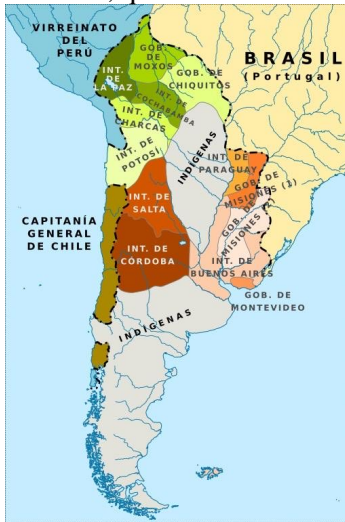 VIRREINATO
DEL
PERÚ
GOB. DE
MOXOS
BRASIL
(Portugal)
INT.
DE
LA PAZ
GOB. DE
CHIQUITOS
INT. DE
COCHABAMBA
INT. DE
CHARCAS
INT. DE
POTOSÍ
INDÍGENAS
INT. DE
PARAGUAY
GOB. DE
MISIONES (1)
INT. DE
SALTA
GOB. DE
MISIONES (2)
CAPITANÍA
GENERAL
DE CHILE
INT. DE
CÓRDOBA
INT. DE
BUENOS AIRES
GOB. DE
MONTEVIDEO
INDÍGENAS